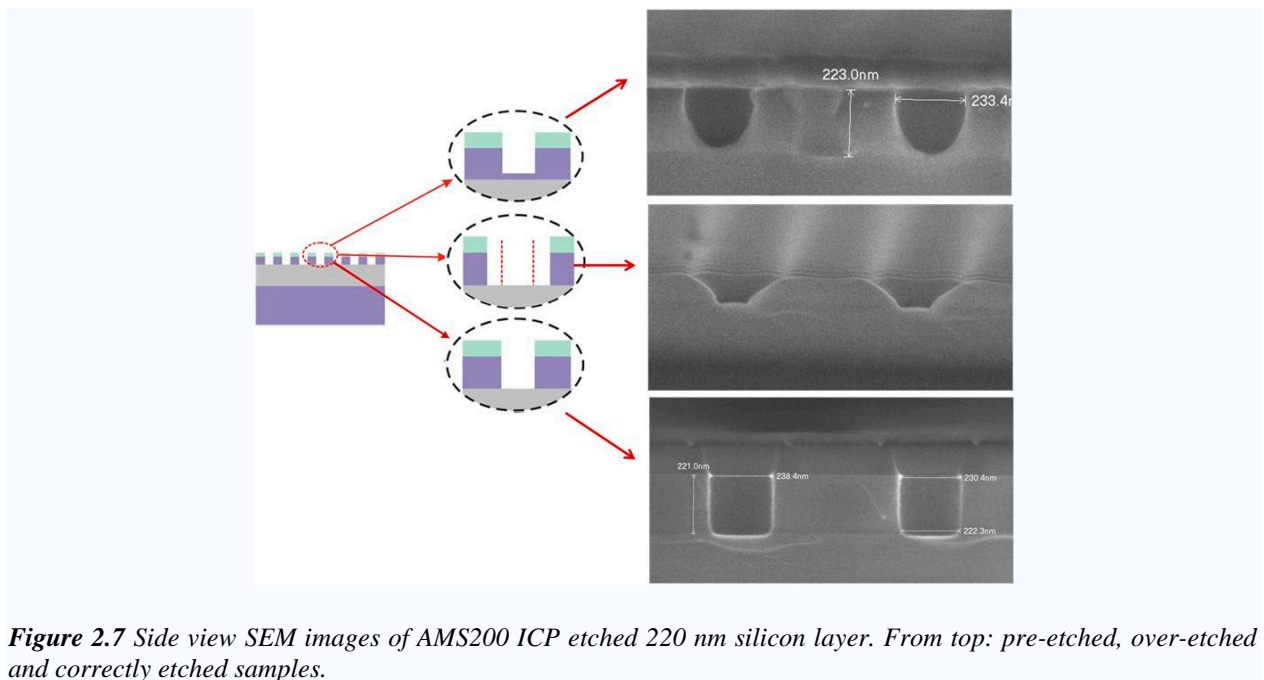 223.0nm
233.4n
221.0nm
238.4nm
230.4nm
222.3nm
Figure 2.7 Side view SEM images of AMS200 ICP etched 220 nm silicon layer. From top: pre-etched, over-etched
and correctly etched samples.